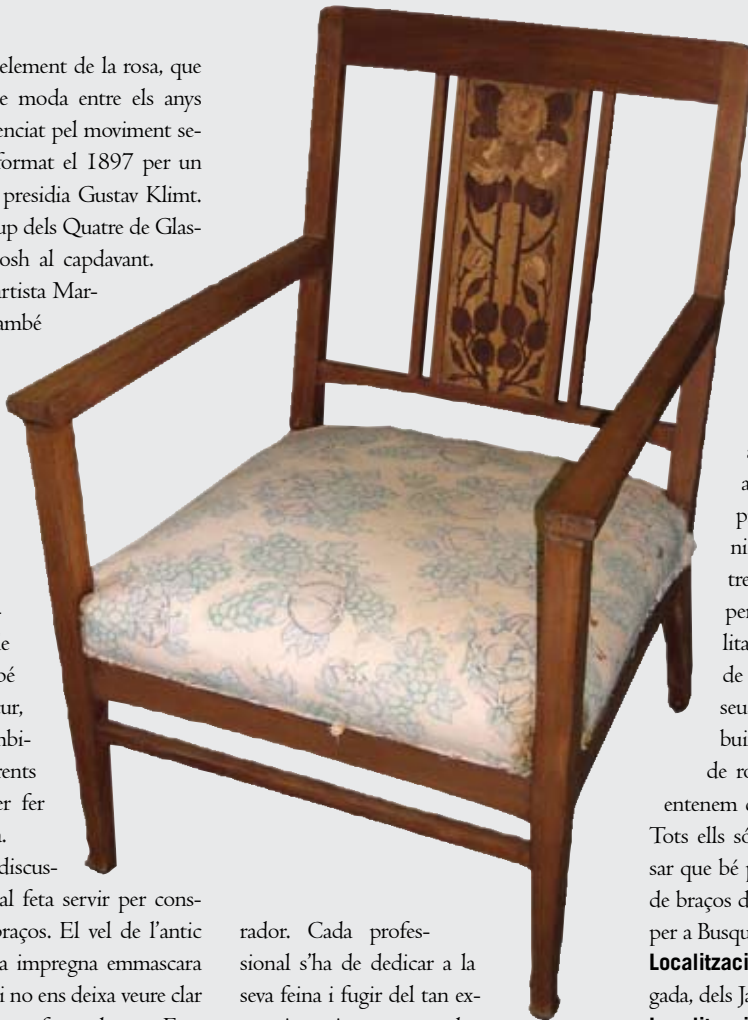 element de la rosa, que
e moda entre els anys
enciat pel moviment se-
format el 1897 per un
presidia Gustav Klimt.
up dels Quatre de Glas-
osh al capdavant.
artista Mar-
ambé
-
e
bé
ur,
mbi-
rents
er fer
discus-
al feta servir per cons-
braços. El vel de l'antic
a impregna emmascara
i no ens deixa veure clar
rador. Cada profes-
sional s'ha de dedicar a la
seva feina i fugir del tan ex-
a
a
p
ni
tre
per
lita
de
seu
bui
de ro
entenem
Tots ells só
sar que bé p
de braços d
per a Busqu
Localitzaci
gada, dels Ja